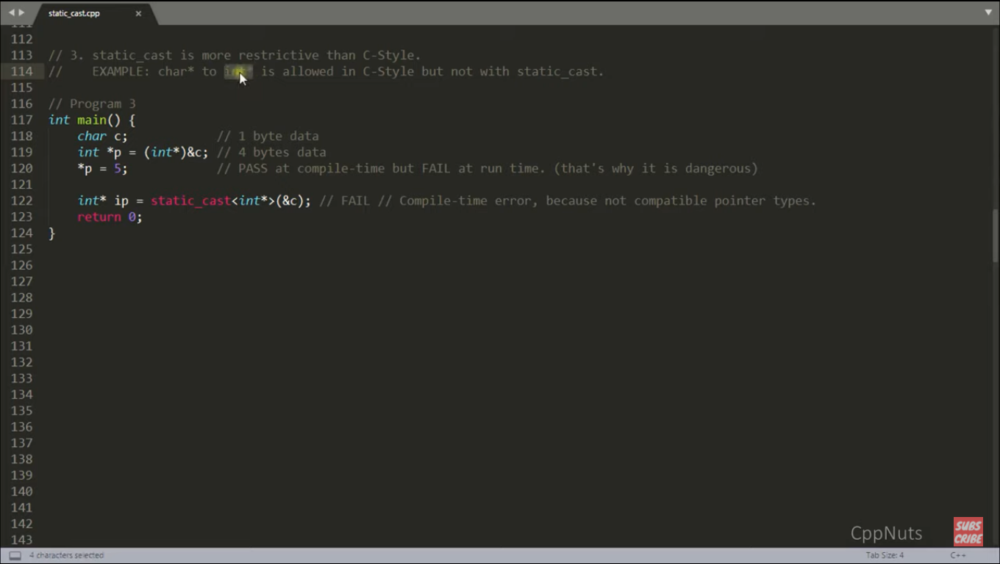 static_cast.cpp
111
112
113 // 3. static_cast is more restrictive than C-Style.
114 // EXAMPLE: char* to int* is allowed in C-Style but not with static_cast.
115
116 // Program 3
117 int main() {
118 char c; // 1 byte data
119 int *p = (int*)&c; // 4 bytes data
120 *p = 5; // PASS at compile-time but FAIL at run time. (that's why it is dangerous)
121
122 int* ip = static_cast<int*>(&c); // FAIL // Compile-time error, because not compatible pointer types.
123 return 0;
124 }
125
126
127
128
129
130
131
132
133
134
135
136
137
138
139
140
141
142
143
CppNuts
SUBS
CRIBE
4 characters selected Tab Size: 4 C++